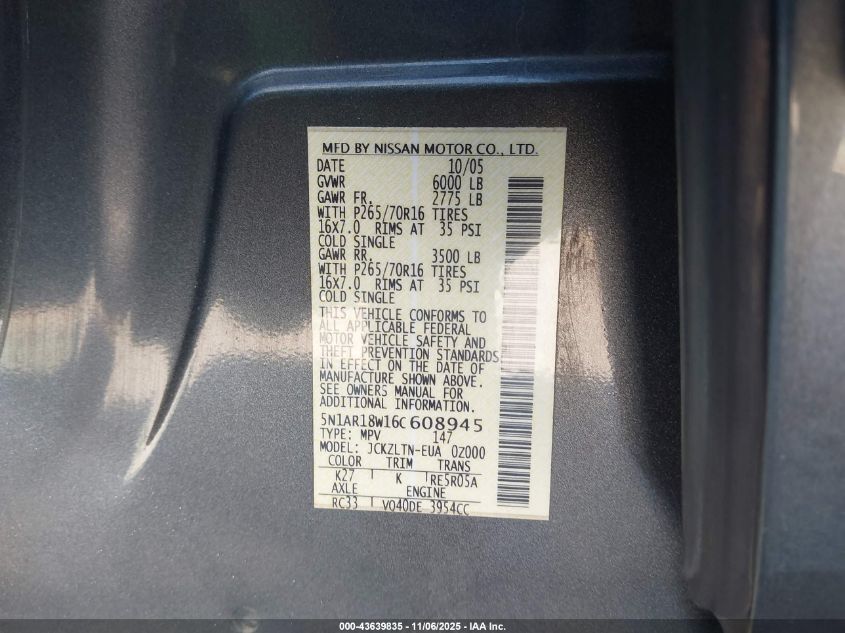 MFD BY NISSAN MOTOR CO., LTD.
DATE 10/05
GVWR 6000 LB
GAWR FR. 2775 LB
WITH P265/70R16 TIRES
16X7.0 RIMS AT 35 PSI
COLD SINGLE
GAWR RR. 3500 LB
WITH P265/70R16 TIRES
16X7.0 RIMS AT 35 PSI
COLD SINGLE
THIS VEHICLE CONFORMS TO
ALL APPLICABLE FEDERAL
MOTOR VEHICLE SAFETY AND
THEFT PREVENTION STANDARDS
IN EFFECT ON THE DATE OF
MANUFACTURE SHOWN ABOVE.
SEE OWNERS MANUAL FOR
ADDITIONAL INFORMATION.
5N1AR18W16C608945
TYPE: MPV 147
MODEL: JCKZLTN-EUA 0Z000
COLOR TRIM TRANS
K27 K RE5R05A
AXLE ENGINE
RC33 VQ40DE 3954CC
000-43639835 - 11/06/2025 - IAA Inc.